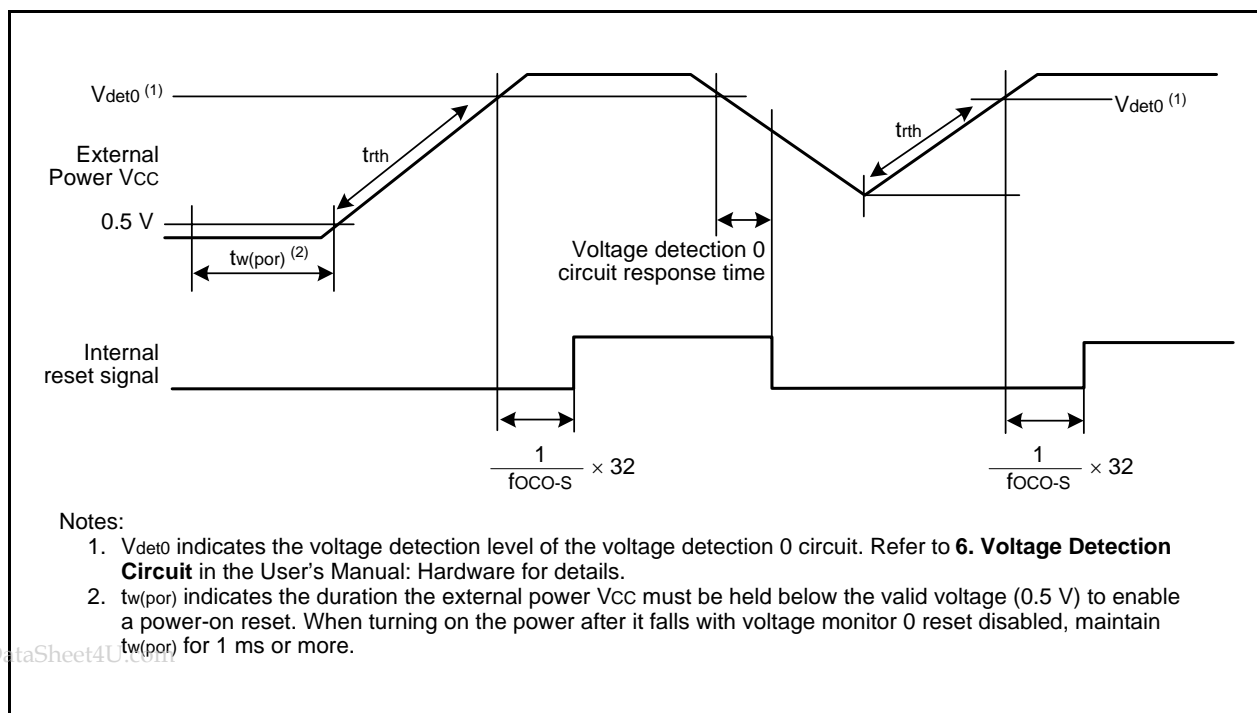 Vdet0 (1)
Vdet0 (1)
trth
trth
External
Power VCC
0.5 V
tw(por) (2)
Voltage detection 0
circuit response time
Internal
reset signal
1
fOCO-S
× 32
1
fOCO-S
× 32
Notes:
1. Vdet0 indicates the voltage detection level of the voltage detection 0 circuit. Refer to 6. Voltage Detection
Circuit in the User's Manual: Hardware for details.
2. tw(por) indicates the duration the external power VCC must be held below the valid voltage (0.5 V) to enable
a power-on reset. When turning on the power after it falls with voltage monitor 0 reset disabled, maintain
tw(por) for 1 ms or more.
ataSheet4U.com